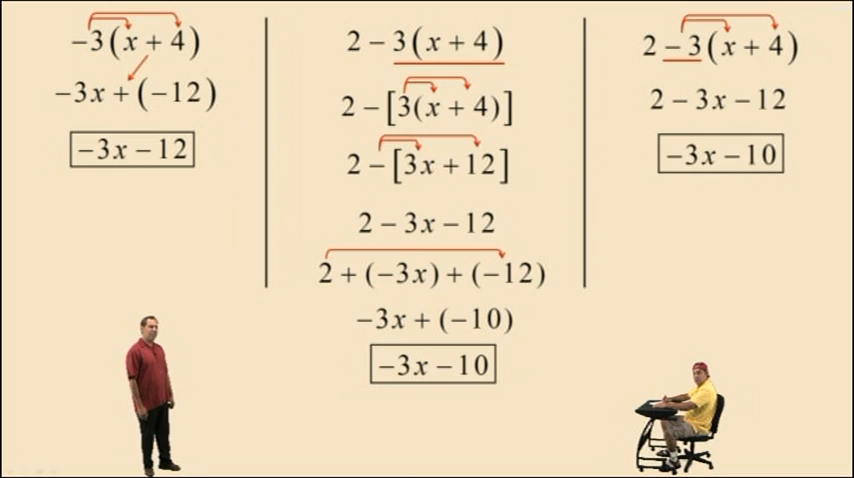 −3(x + 4)
−3x + (−12)
−3x − 12
2 − 3(x + 4)
2 − [3(x + 4)]
2 − [3x + 12]
2 − 3x − 12
2 + (−3x) + (−12)
−3x + (−10)
−3x − 10
2 − 3(x + 4)
2 − 3x − 12
−3x − 10